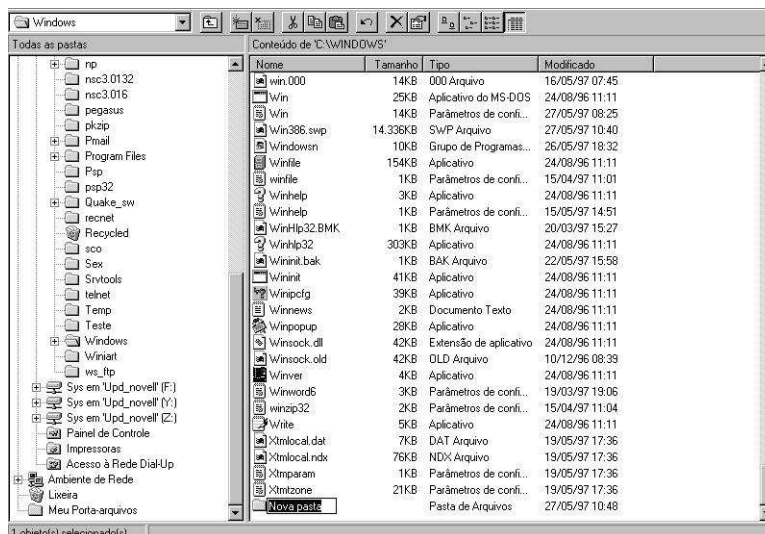 Windows
Todas as pastas
Conteúdo de 'C:\WINDOWS'
np
nsc3.0132
nsc3.016
pegasus
pkzip
Pmail
Program Files
Psp
psp32
Quake_sw
recnet
Recycled
sco
Sex
Srvtools
telnet
Temp
Teste
Windows
Winiart
ws_ftp
Sys em 'Upd_novell' (F:)
Sys em 'Upd_novell' (Y:)
Sys em 'Upd_novell' (Z:)
Painel de Controle
Impressoras
Acesso à Rede Dial-Up
Ambiente de Rede
Lixeira
Meu Porta-arquivos
Nome Tamanho Tipo Modificado
win.000 14KB 000 Arquivo 16/05/97 07:45
Win 25KB Aplicativo do MS-DOS 24/08/96 11:11
Win 14KB Parâmetros de confi... 27/05/97 08:25
Win386.swp 14.336KB SWP Arquivo 27/05/97 10:40
Windowsn 10KB Grupo de Programas... 26/05/97 18:32
Winfile 154KB Aplicativo 24/08/96 11:11
winfile 1KB Parâmetros de confi... 15/04/97 11:01
Winhelp 3KB Aplicativo 24/08/96 11:11
Winhelp 1KB Parâmetros de confi... 15/05/97 14:51
WinHlp32.BMK 1KB BMK Arquivo 20/03/97 15:27
Winhlp32 303KB Aplicativo 24/08/96 11:11
Wininit.bak 1KB BAK Arquivo 22/05/97 15:58
Wininit 41KB Aplicativo 24/08/96 11:11
Winipcfg 39KB Aplicativo 24/08/96 11:11
Winnews 2KB Documento Texto 24/08/96 11:11
Winpopup 28KB Aplicativo 24/08/96 11:11
Winsock.dll 42KB Extensão de aplicativo 24/08/96 11:11
Winsock.old 42KB OLD Arquivo 10/12/96 08:39
Winver 4KB Aplicativo 24/08/96 11:11
Winword6 3KB Parâmetros de confi... 19/03/97 19:06
winzip32 2KB Parâmetros de confi... 15/04/97 11:04
Write 5KB Aplicativo 24/08/96 11:11
Xtmlocal.dat 7KB DAT Arquivo 19/05/97 17:36
Xtmlocal.ndx 76KB NDX Arquivo 19/05/97 17:36
Xtmparam 1KB Parâmetros de confi... 19/05/97 17:36
Xtmtzone 21KB Parâmetros de confi... 19/05/97 17:36
Nova pasta Pasta de Arquivos 27/05/97 10:48
1 objeto(s) selecionado(s)